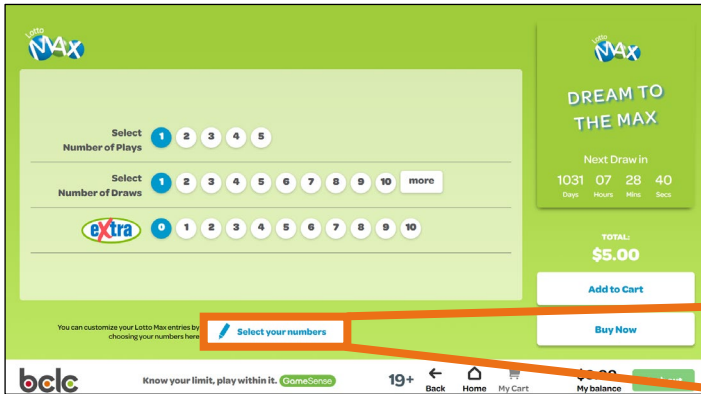 Lotto MAX
Select Number of Plays
1 2 3 4 5
Select Number of Draws
1 2 3 4 5 6 7 8 9 10 more
eXtra
0 1 2 3 4 5 6 7 8 9 10
You can customize your Lotto Max entries by
choosing your numbers here
Select your numbers
Lotto MAX
DREAM TO
THE MAX
Next Draw in
1031 07 28 40
Days Hours Mins Secs
TOTAL:
$5.00
Add to Cart
Buy Now
bclc
Know your limit, play within it. GameSense
19+
Back
Home
My Cart
My balance